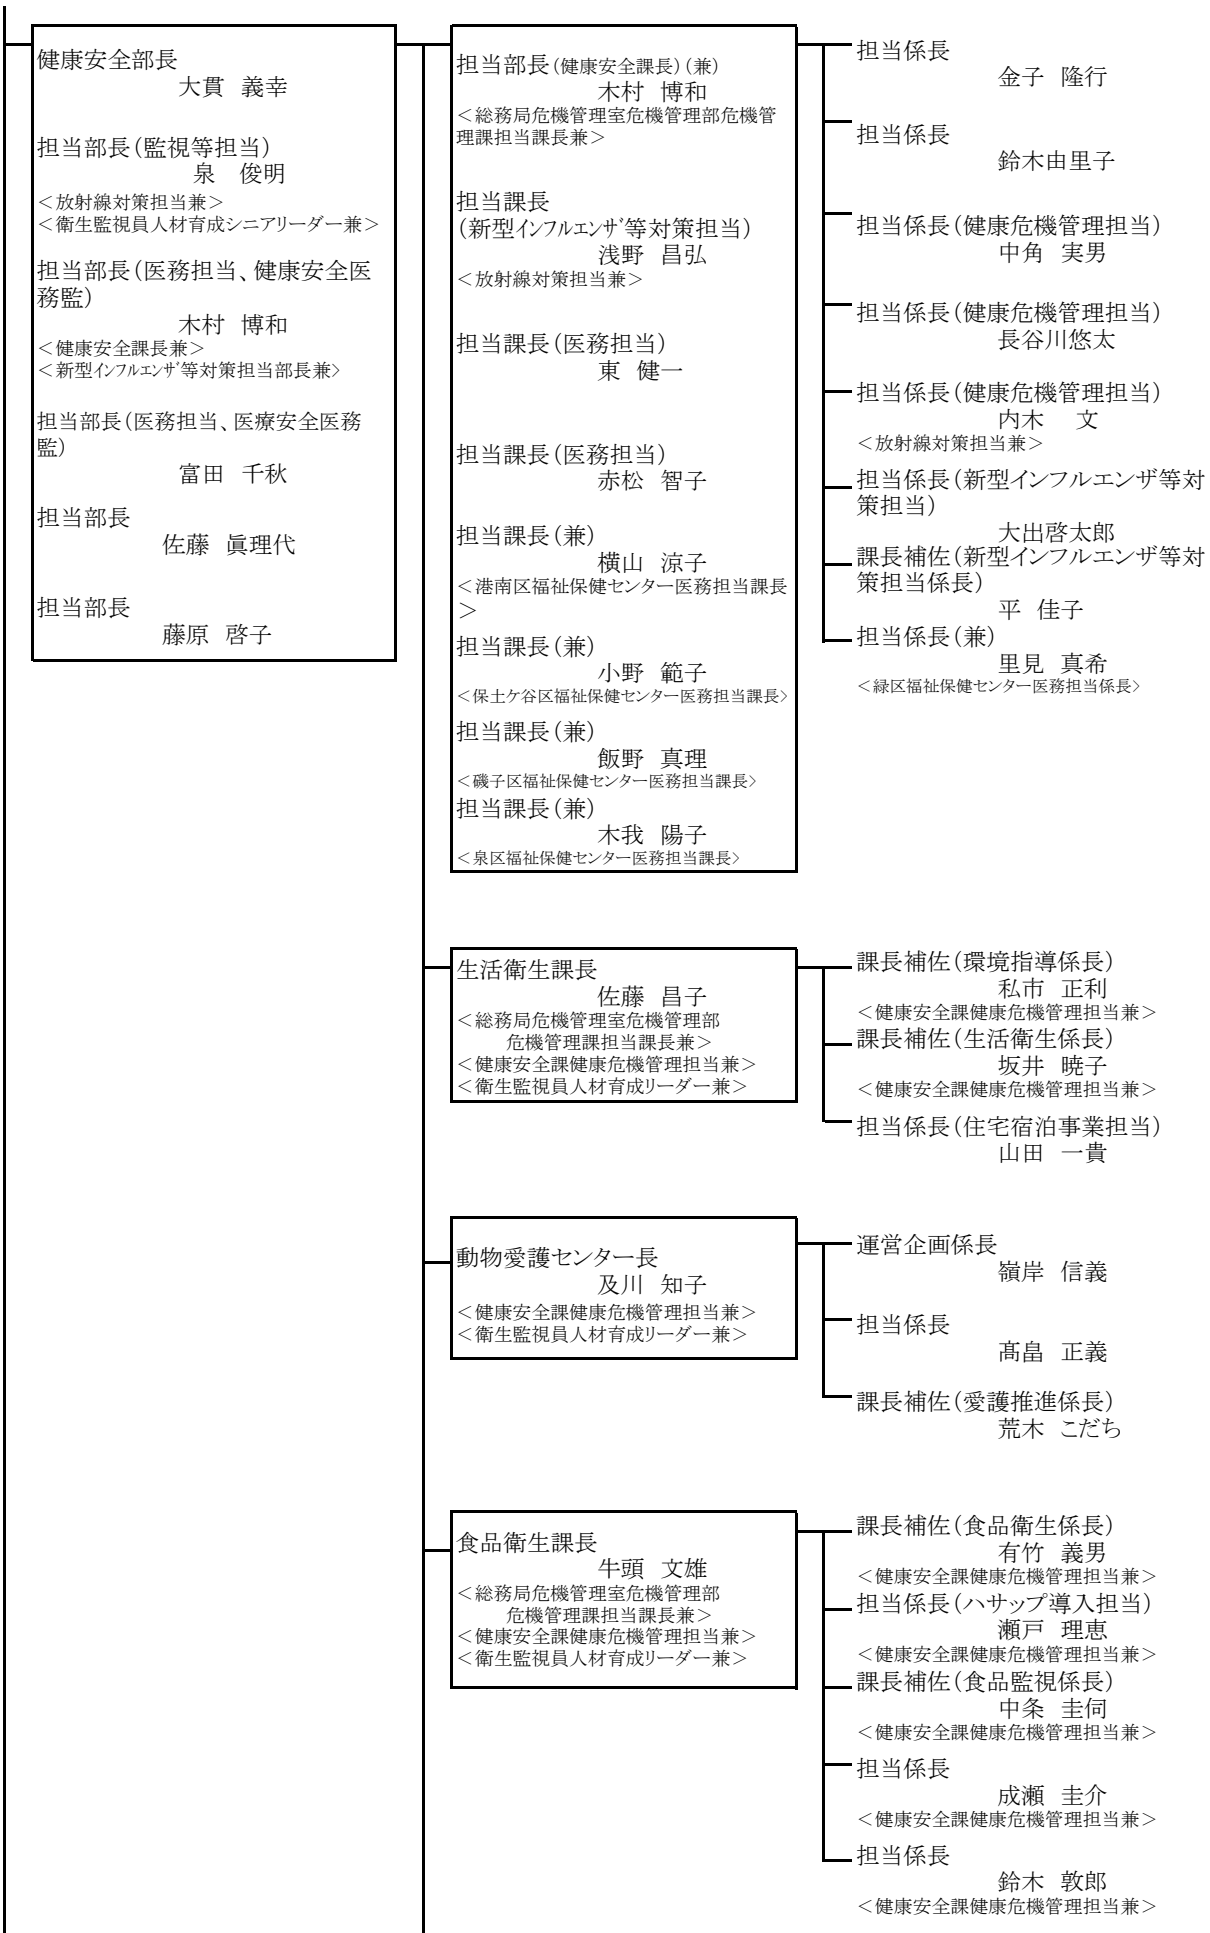 健康安全部長
大貫 義幸
担当部長(監視等担当)
泉 俊明
＜放射線対策担当兼＞
＜衛生監視員人材育成シニアリーダー兼＞
担当部長(医務担当、健康安全医
務監)
木村 博和
＜健康安全課長兼＞
＜新型インフルエンザ等対策担当部長兼＞
担当部長(医務担当、医療安全医務
監)
富田 千秋
担当部長
佐藤 眞理代
担当部長
藤原 啓子
担当部長(健康安全課長)(兼)
木村 博和
＜総務局危機管理室危機管理部危機管
理課担当課長兼＞
担当課長
(新型インフルエンザ等対策担当)
浅野 昌弘
＜放射線対策担当兼＞
担当課長(医務担当)
東 健一
担当課長(医務担当)
赤松 智子
担当課長(兼)
横山 涼子
＜港南区福祉保健センター医務担当課長
＞
担当課長(兼)
小野 範子
＜保土ケ谷区福祉保健センター医務担当課長＞
担当課長(兼)
飯野 真理
＜磯子区福祉保健センター医務担当課長＞
担当課長(兼)
木我 陽子
＜泉区福祉保健センター医務担当課長＞
担当係長
金子 隆行
担当係長
鈴木由里子
担当係長(健康危機管理担当)
中角 実男
担当係長(健康危機管理担当)
長谷川悠太
担当係長(健康危機管理担当)
内木 文
＜放射線対策担当兼＞
担当係長(新型インフルエンザ等対
策担当)
大出啓太郎
課長補佐(新型インフルエンザ等対
策担当係長)
平 佳子
担当係長(兼)
里見 真希
＜緑区福祉保健センター医務担当係長＞
生活衛生課長
佐藤 昌子
＜総務局危機管理室危機管理部
危機管理課担当課長兼＞
＜健康安全課健康危機管理担当兼＞
＜衛生監視員人材育成リーダー兼＞
課長補佐(環境指導係長)
私市 正利
＜健康安全課健康危機管理担当兼＞
課長補佐(生活衛生係長)
坂井 暁子
＜健康安全課健康危機管理担当兼＞
担当係長(住宅宿泊事業担当)
山田 一貴
動物愛護センター長
及川 知子
＜健康安全課健康危機管理担当兼＞
＜衛生監視員人材育成リーダー兼＞
運営企画係長
嶺岸 信義
担当係長
髙畠 正義
課長補佐(愛護推進係長)
荒木 こだち
食品衛生課長
牛頭 文雄
＜総務局危機管理室危機管理部
危機管理課担当課長兼＞
＜健康安全課健康危機管理担当兼＞
＜衛生監視員人材育成リーダー兼＞
課長補佐(食品衛生係長)
有竹 義男
＜健康安全課健康危機管理担当兼＞
担当係長(ハサップ導入担当)
瀬戸 理恵
＜健康安全課健康危機管理担当兼＞
課長補佐(食品監視係長)
中条 圭伺
＜健康安全課健康危機管理担当兼＞
担当係長
成瀬 圭介
＜健康安全課健康危機管理担当兼＞
担当係長
鈴木 敦郎
＜健康安全課健康危機管理担当兼＞